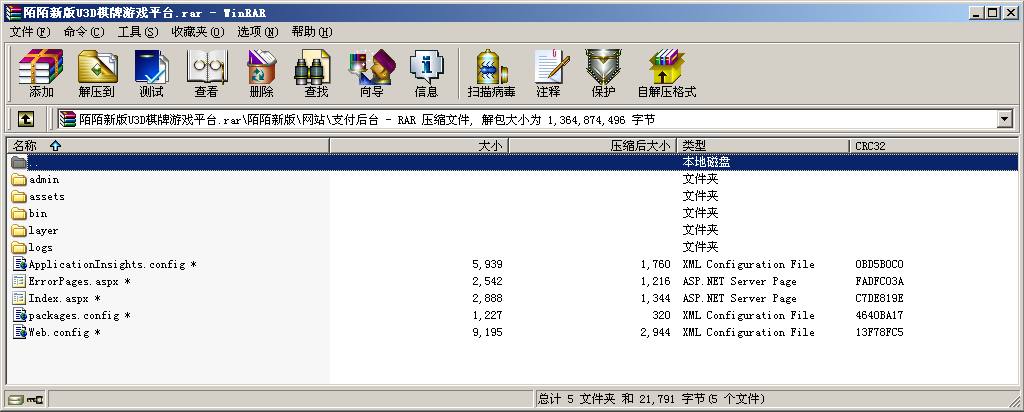 陌陌新版U3D棋牌游戏平台.rar - WinRAR
文件(F) 命令(C) 工具(S) 收藏夹(O) 选项(N) 帮助(H)
添加 解压到 测试 查看 删除 查找 向导 信息 扫描病毒 注释 保护 自解压格式
陌陌新版U3D棋牌游戏平台.rar\陌陌新版\网站\支付后台 - RAR 压缩文件, 解包大小为 1,364,874,496 字节
名称 大小 压缩后大小 类型 CRC32
.. 本地磁盘
admin 文件夹
assets 文件夹
bin 文件夹
layer 文件夹
logs 文件夹
ApplicationInsights.config * 5,939 1,760 XML Configuration File 0BD5B0C0
ErrorPages.aspx * 2,542 1,216 ASP.NET Server Page FADFC03A
Index.aspx * 2,888 1,344 ASP.NET Server Page C7DE819E
packages.config * 1,227 320 XML Configuration File 4640BA17
Web.config * 9,195 2,944 XML Configuration File 13F78FC5
总计 5 文件夹 和 21,791 字节(5 个文件)